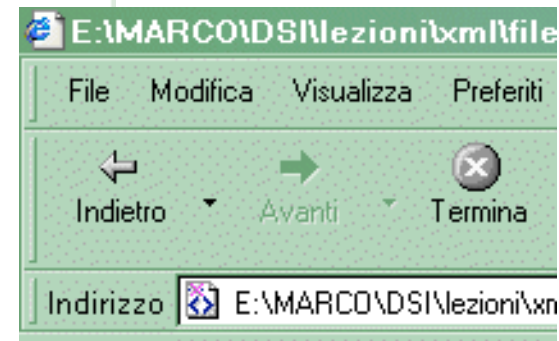 E:\MARCO\DSI\lezioni\xml\file
File Modifica Visualizza Preferiti
Indietro Avanti Termina
Indirizzo E:\MARCO\DSI\lezioni\xm